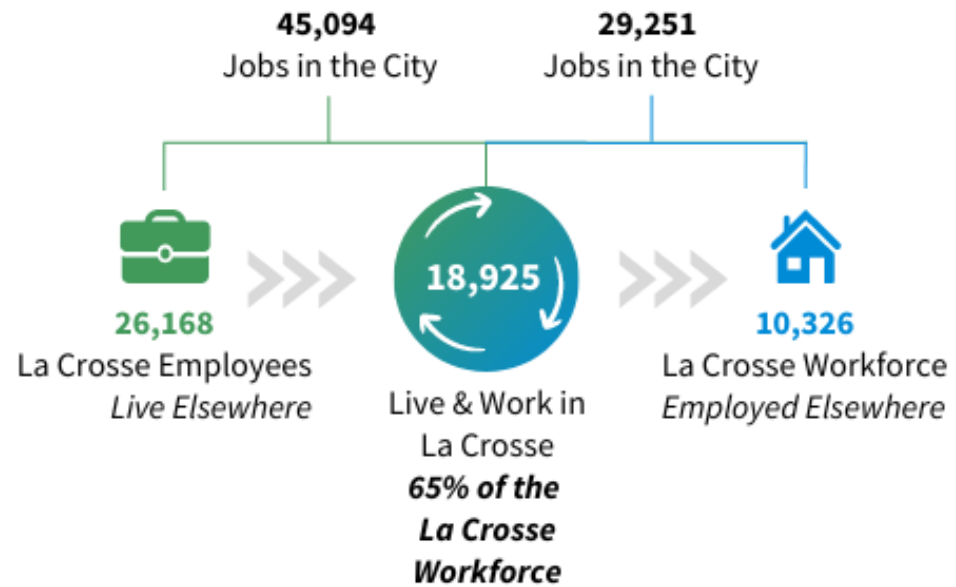 45,094
Jobs in the City
29,251
Jobs in the City
26,168
La Crosse Employees
Live Elsewhere
18,925
Live & Work in
La Crosse
65% of the
La Crosse
Workforce
10,326
La Crosse Workforce
Employed Elsewhere